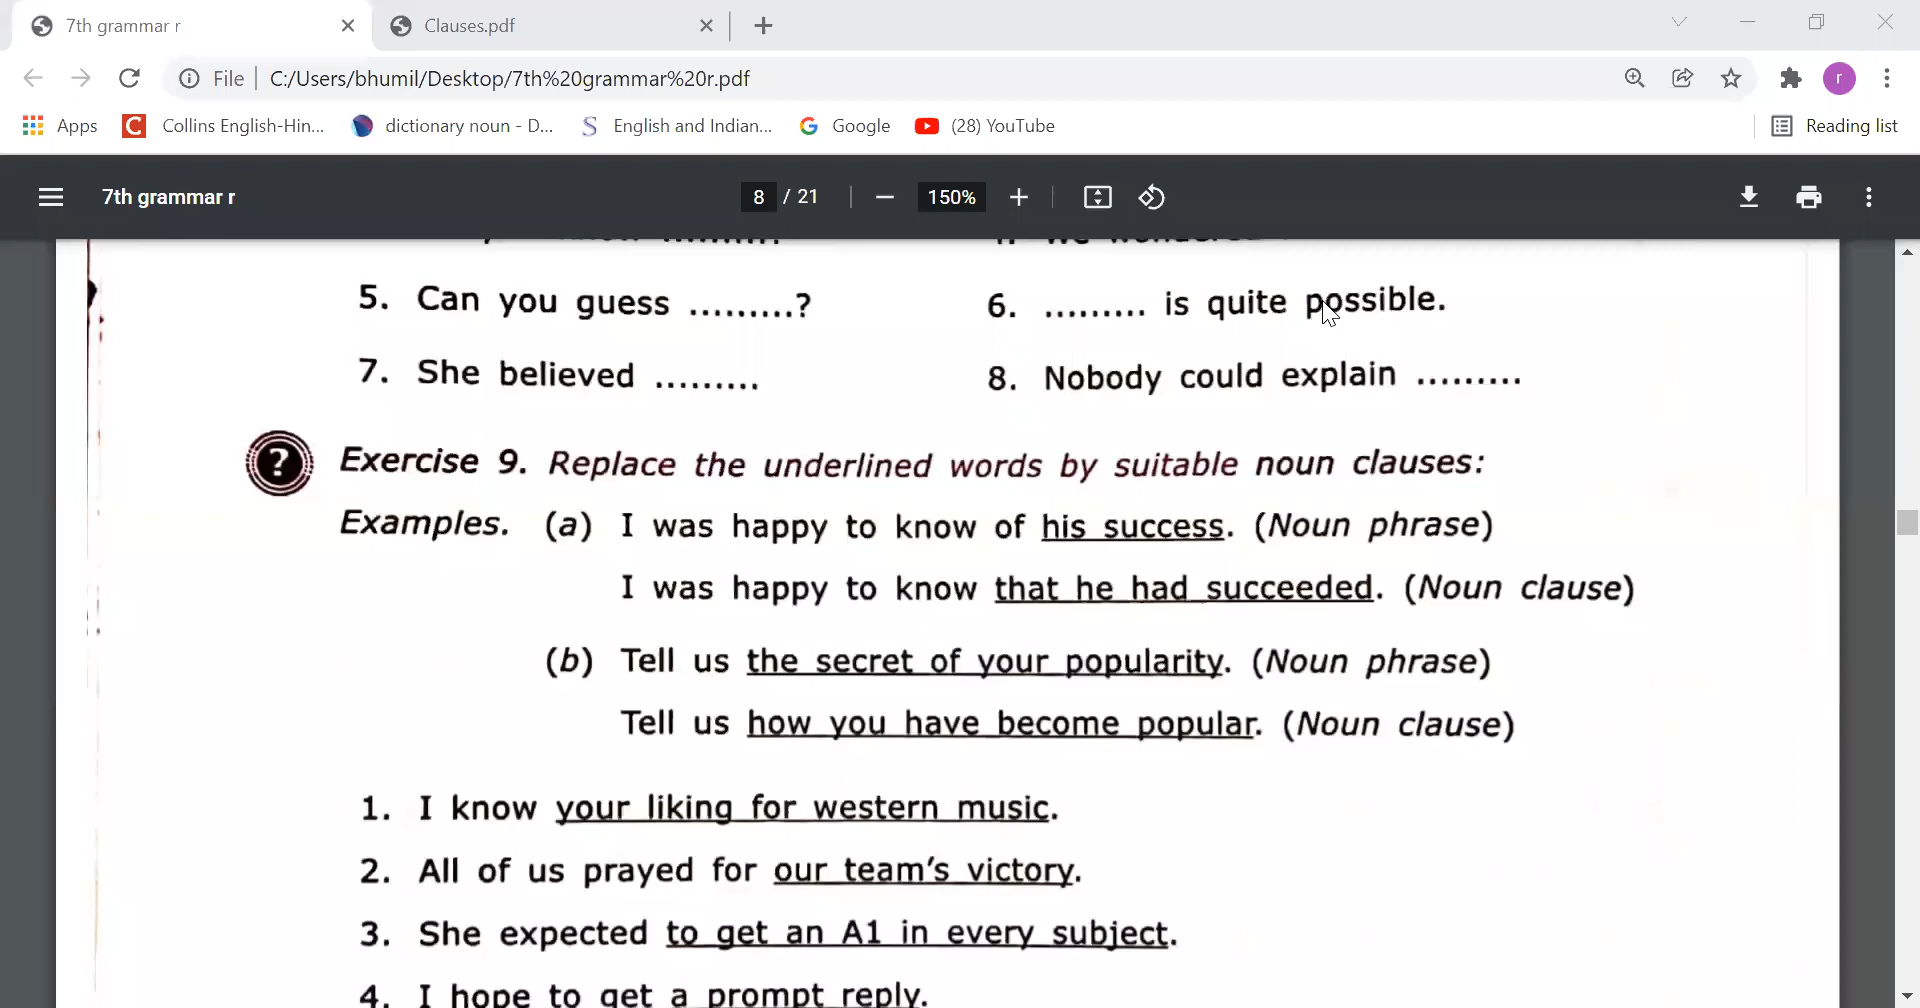 7th grammar r
Clauses.pdf
File C:/Users/bhumil/Desktop/7th%20grammar%20r.pdf r
Apps Collins English-Hin... dictionary noun - D... English and Indian... Google (28) YouTube Reading list
7th grammar r 8 / 21 150%
5. Can you guess .........? 6. ......... is quite possible.
7. She believed ......... 8. Nobody could explain .........
? Exercise 9. Replace the underlined words by suitable noun clauses:
Examples. (a) I was happy to know of his success. (Noun phrase)
I was happy to know that he had succeeded. (Noun clause)
(b) Tell us the secret of your popularity. (Noun phrase)
Tell us how you have become popular. (Noun clause)
1. I know your liking for western music.
2. All of us prayed for our team's victory.
3. She expected to get an A1 in every subject.
4. I hope to get a prompt reply.